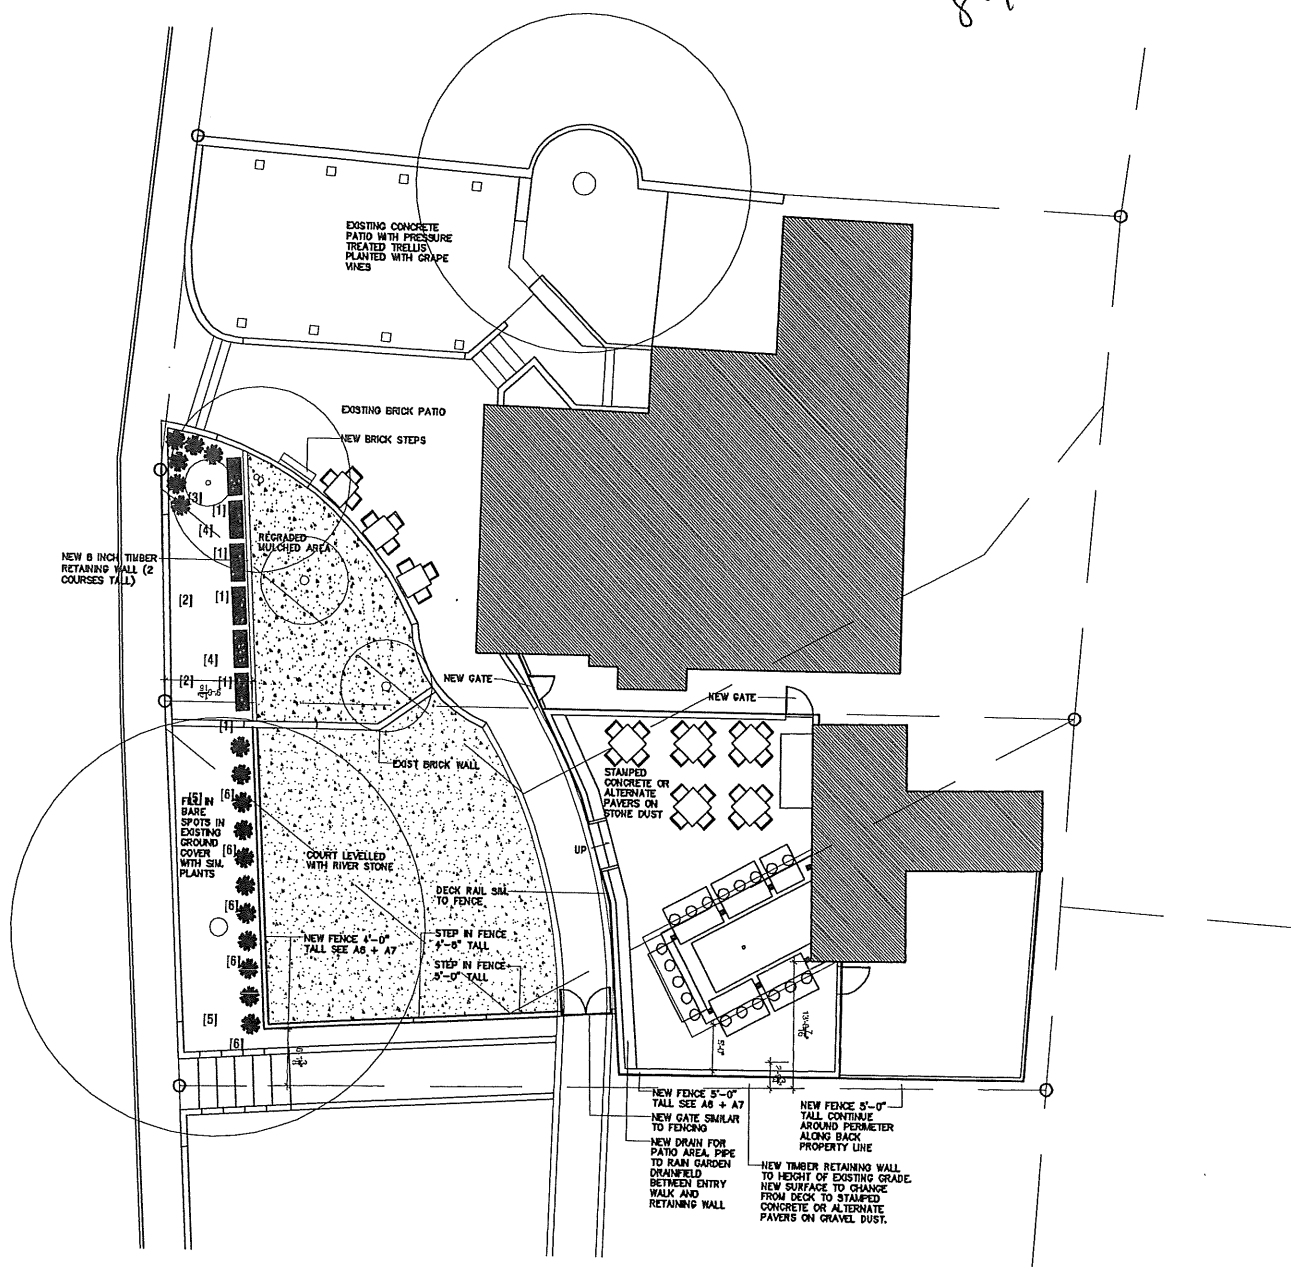 EXISTING CONCRETE
PATIO WITH PRESSURE
TREATED TRELLIS
PLANTED WITH GRAPE
VINES
EXISTING BRICK PATIO
NEW BRICK STEPS
[3]
[1]
[4]
REGRADED
MULCHED AREA
[1]
NEW 6 INCH TIMBER
RETAINING WALL (2
COURSES TALL)
[2]
[1]
[4]
[2]
[1]
NEW GATE
NEW GATE
[1]
EXIST BRICK WALL
STAMPED
CONCRETE OR
ALTERNATE
PAVERS ON
STONE DUST
[5]
[6]
FILL IN
BARE
SPOTS IN
EXISTING
GROUND
COVER
WITH SIM.
PLANTS
[6]
UP
COURT LEVELLED
WITH RIVER STONE
DECK RAIL SIM.
TO FENCE
[6]
NEW FENCE 4'-0"
TALL SEE A6 + A7
STEP IN FENCE
4'-6" TALL
[6]
STEP IN FENCE
5'-0" TALL
[5]
[6]
5'-0"
NEW FENCE 5'-0"
TALL SEE A6 + A7
NEW GATE SIMILAR
TO FENCING
NEW DRAIN FOR
PATIO AREA. PIPE
TO RAIN GARDEN
DRAINFIELD
BETWEEN ENTRY
WALK AND
RETAINING WALL
NEW FENCE 5'-0"
TALL CONTINUE
AROUND PERIMETER
ALONG BACK
PROPERTY LINE
NEW TIMBER RETAINING WALL
TO HEIGHT OF EXISTING GRADE.
NEW SURFACE TO CHANGE
FROM DECK TO STAMPED
CONCRETE OR ALTERNATE
PAVERS ON GRAVEL DUST.